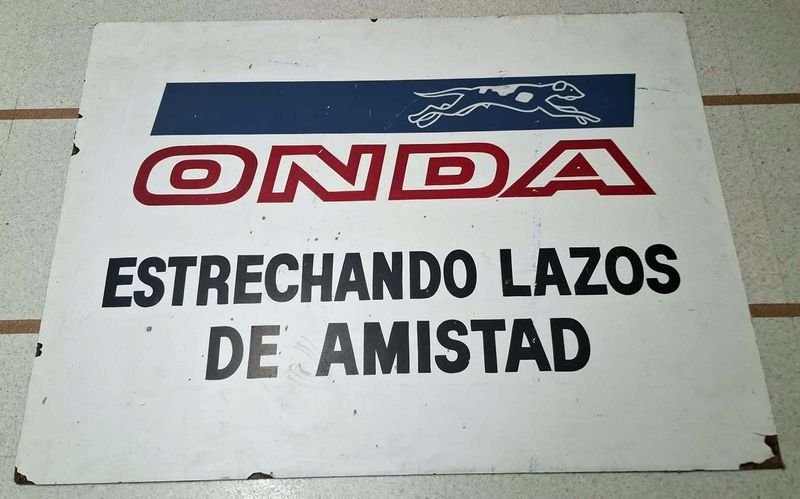 ONDA
ESTRECHANDO LAZOS
DE AMISTAD